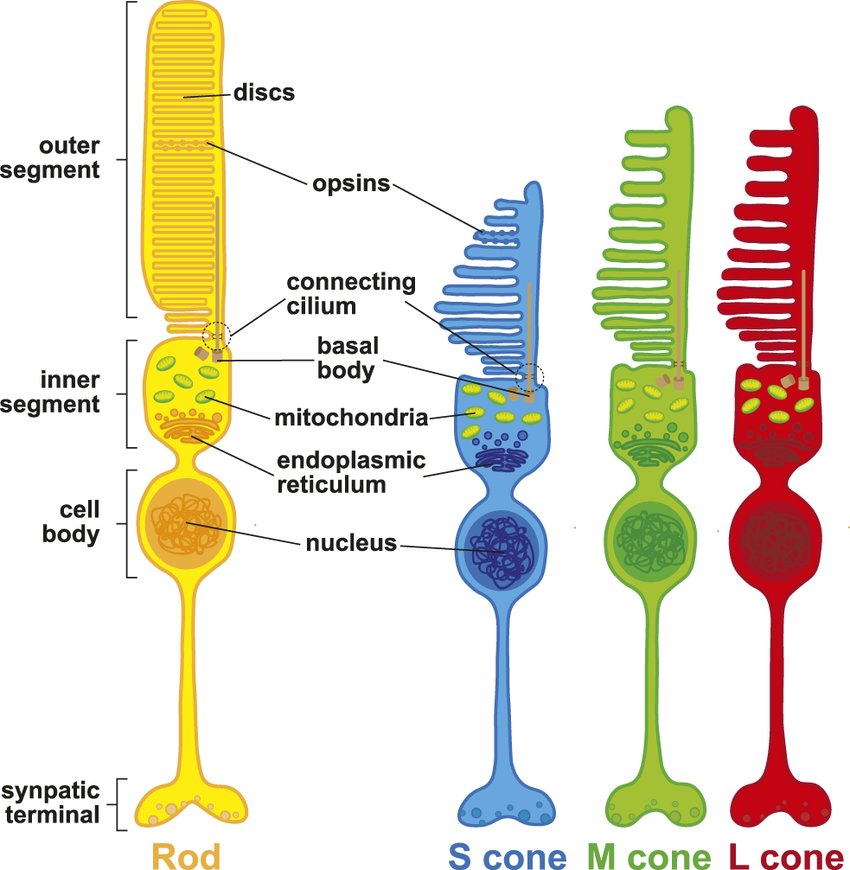 discs
outer
segment
opsins
connecting
cilium
basal
body
inner
segment
mitochondria
endoplasmic
reticulum
cell
body
nucleus
synpatic
terminal
Rod
S cone
M cone
L cone